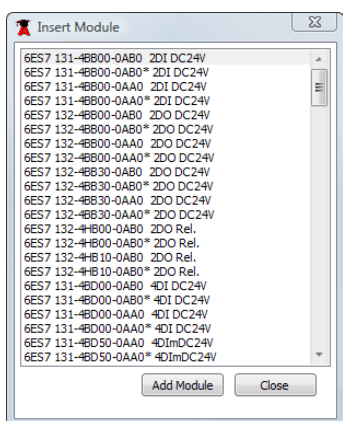 Insert Module
6ES7 131-4BB00-0AB0 2DI DC24V
6ES7 131-4BB00-0AB0* 2DI DC24V
6ES7 131-4BB00-0AA0 2DI DC24V
6ES7 131-4BB00-0AA0* 2DI DC24V
6ES7 132-4BB00-0AB0 2DO DC24V
6ES7 132-4BB00-0AB0* 2DO DC24V
6ES7 132-4BB00-0AA0 2DO DC24V
6ES7 132-4BB00-0AA0* 2DO DC24V
6ES7 132-4BB30-0AB0 2DO DC24V
6ES7 132-4BB30-0AB0* 2DO DC24V
6ES7 132-4BB30-0AA0 2DO DC24V
6ES7 132-4BB30-0AA0* 2DO DC24V
6ES7 132-4HB00-0AB0 2DO Rel.
6ES7 132-4HB00-0AB0* 2DO Rel.
6ES7 132-4HB10-0AB0 2DO Rel.
6ES7 132-4HB10-0AB0* 2DO Rel.
6ES7 131-4BD00-0AB0 4DI DC24V
6ES7 131-4BD00-0AB0* 4DI DC24V
6ES7 131-4BD00-0AA0 4DI DC24V
6ES7 131-4BD00-0AA0* 4DI DC24V
6ES7 131-4BD50-0AA0 4DImDC24V
6ES7 131-4BD50-0AA0* 4DImDC24V
Add Module Close